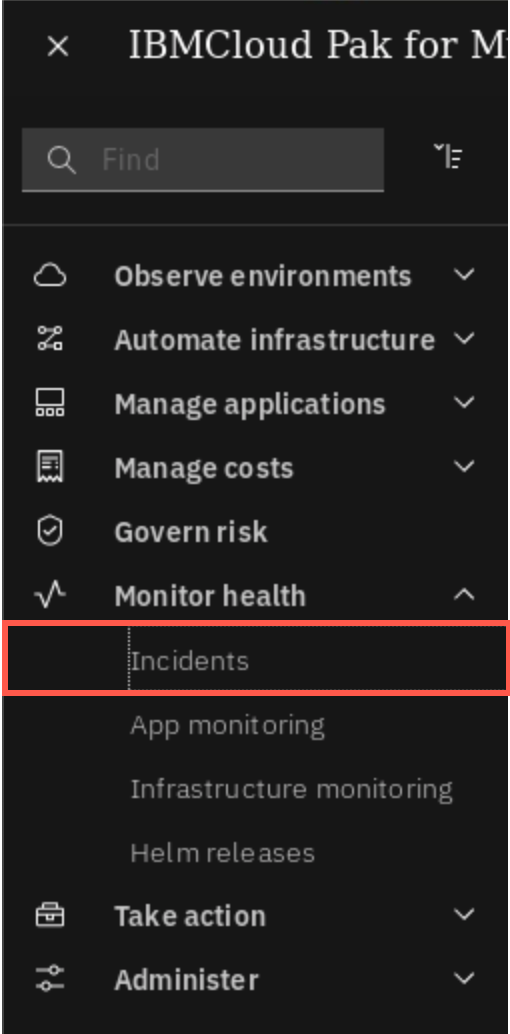 IBMCloud Pak for M
Find
Observe environments
Automate infrastructure
Manage applications
Manage costs
Govern risk
Monitor health
Incidents
App monitoring
Infrastructure monitoring
Helm releases
Take action
Administer